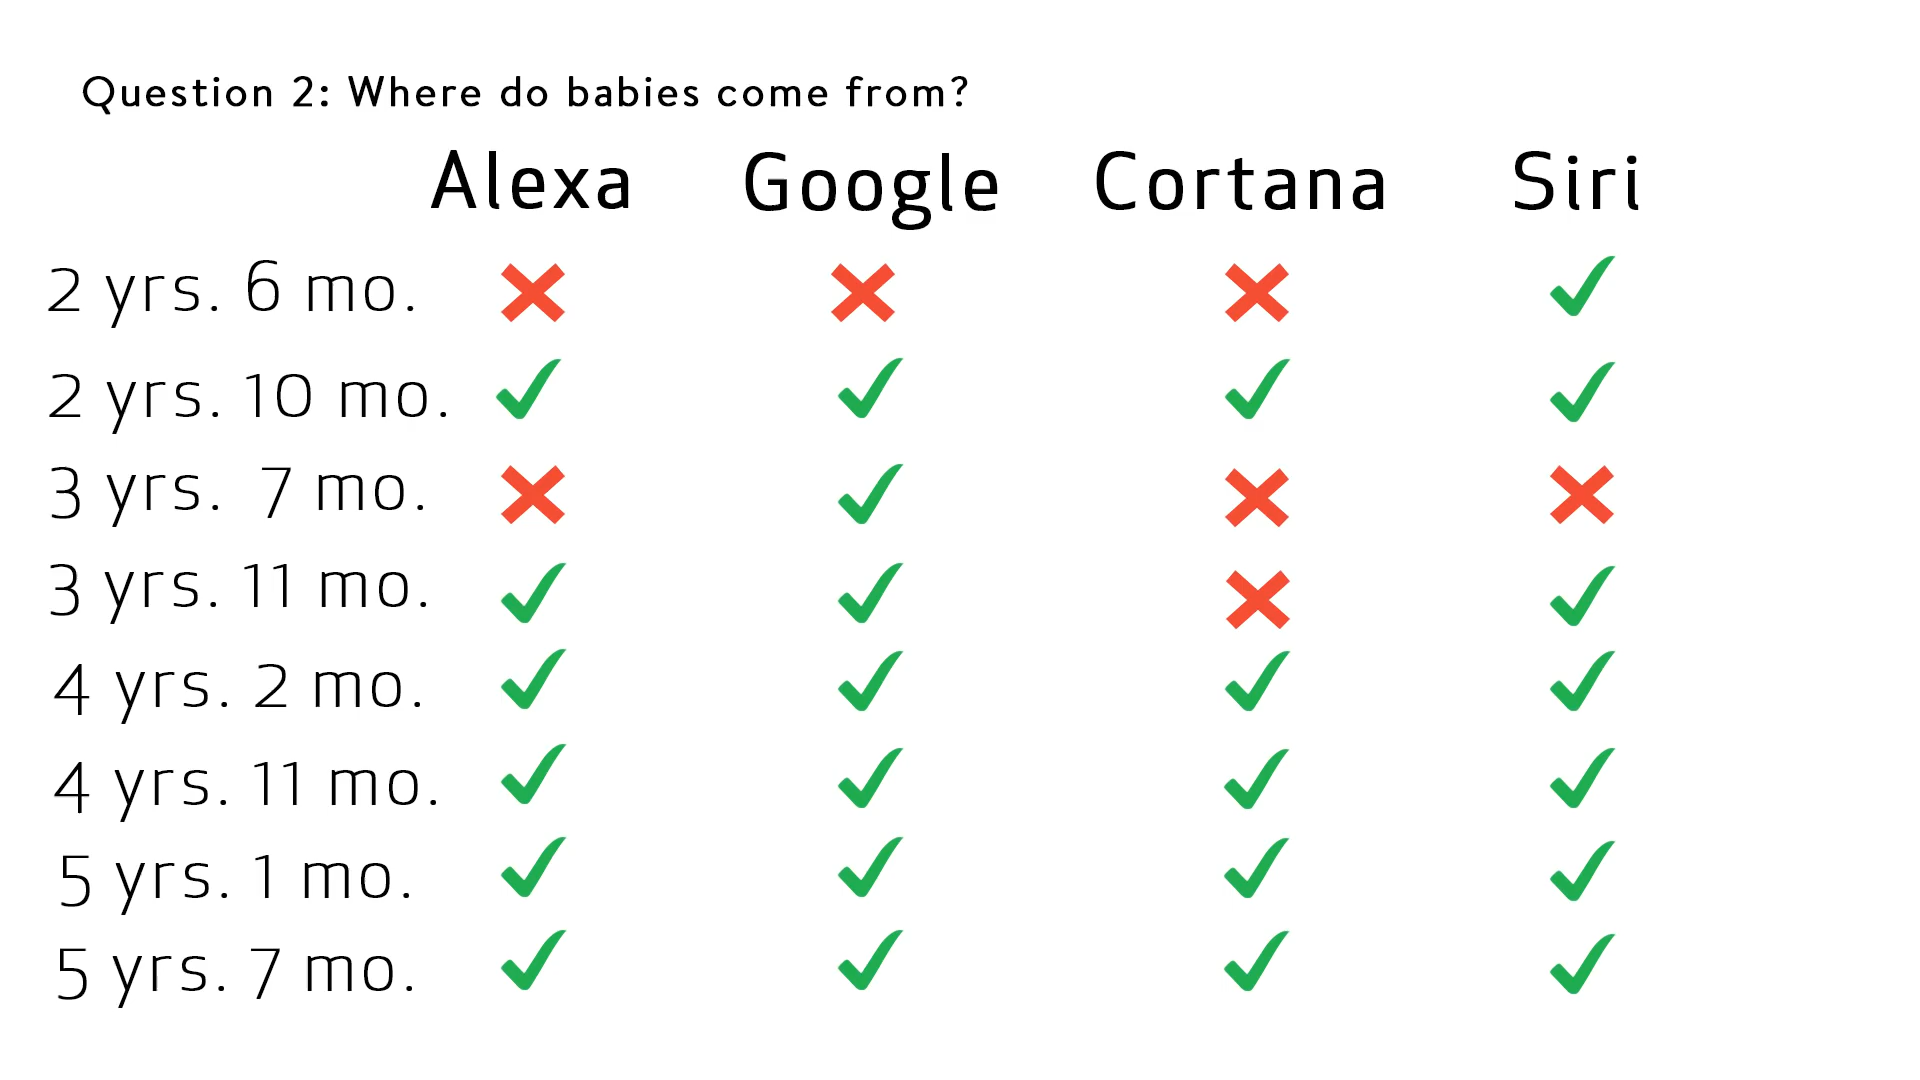 Question 2: Where do babies come from?
Alexa Google Cortana Siri
2 yrs. 6 mo.
2 yrs. 10 mo.
3 yrs. 7 mo.
3 yrs. 11 mo.
4 yrs. 2 mo.
4 yrs. 11 mo.
5 yrs. 1 mo.
5 yrs. 7 mo.